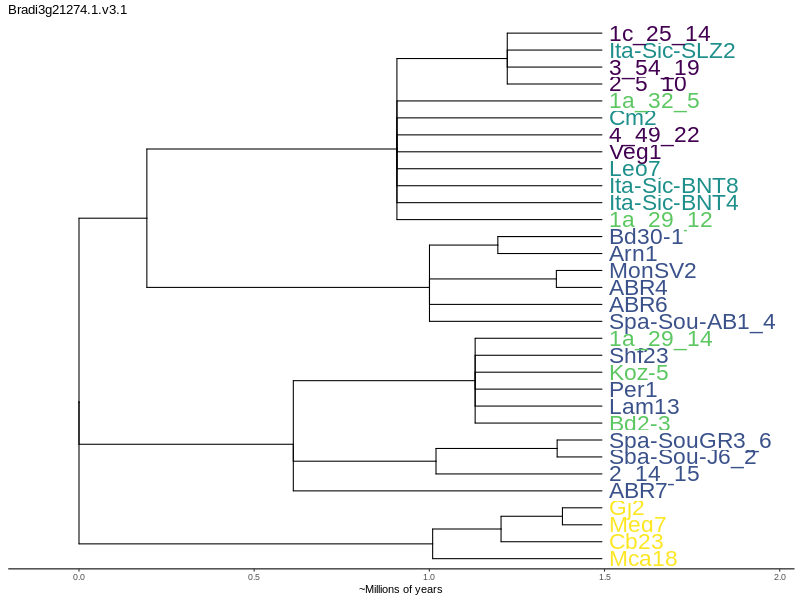 Bradi3g21274.1.v3.1
1c_25_14
Ita-Sic-SLZ2
3_54_19
2_5_10
1a_32_5
Cm2
4_49_22
Veg1
Leo7
Ita-Sic-BNT8
Ita-Sic-BNT4
1a_29_12
Bd30-1
Arn1
MonSV2
ABR4
ABR6
Spa-Sou-AB1_4
1a_29_14
Shf23
Koz-5
Per1
Lam13
Bd2-3
Spa-SouGR3_6
Spa-Sou-J6_2
2_14_15
ABR7
Gj2
Meg7
Cb23
Mca18
0.0 0.5 1.0 1.5 2.0
~Millions of years